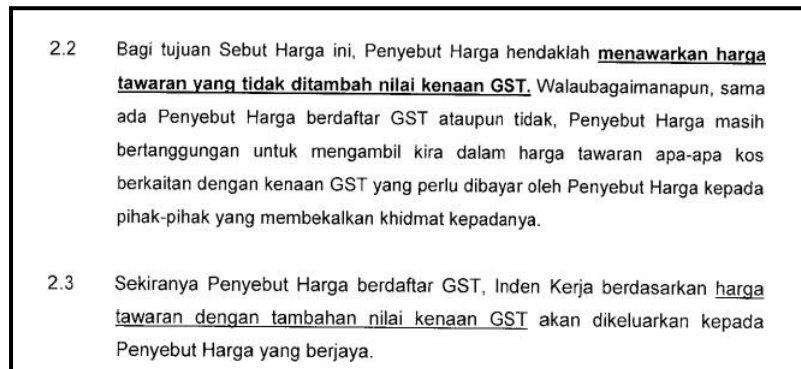 2.2 Bagi tujuan Sebut Harga ini, Penyebut Harga hendaklah menawarkan harga
tawaran yang tidak ditambah nilai kenaan GST. Walaubagaimanapun, sama
ada Penyebut Harga berdaftar GST ataupun tidak, Penyebut Harga masih
bertanggungan untuk mengambil kira dalam harga tawaran apa-apa kos
berkaitan dengan kenaan GST yang perlu dibayar oleh Penyebut Harga kepada
pihak-pihak yang membekalkan khidmat kepadanya.
2.3 Sekiranya Penyebut Harga berdaftar GST, Inden Kerja berdasarkan harga
tawaran dengan tambahan nilai kenaan GST akan dikeluarkan kepada
Penyebut Harga yang berjaya.